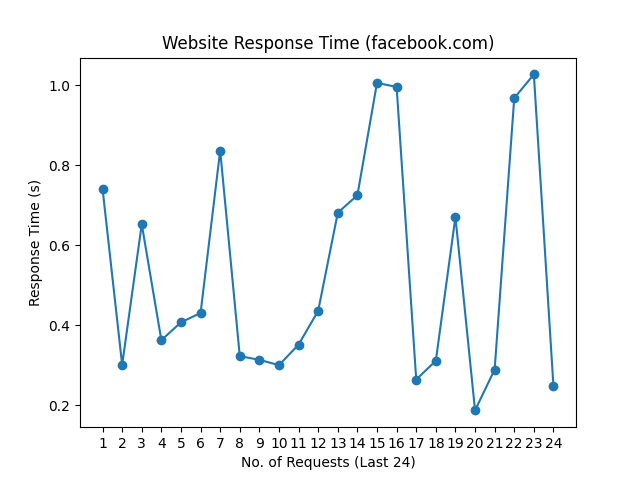 Website Response Time (facebook.com)
1.0
0.8
0.6
0.4
0.2
Response Time (s)
1 2 3 4 5 6 7 8 9 10 11 12 13 14 15 16 17 18 19 20 21 22 23 24
No. of Requests (Last 24)